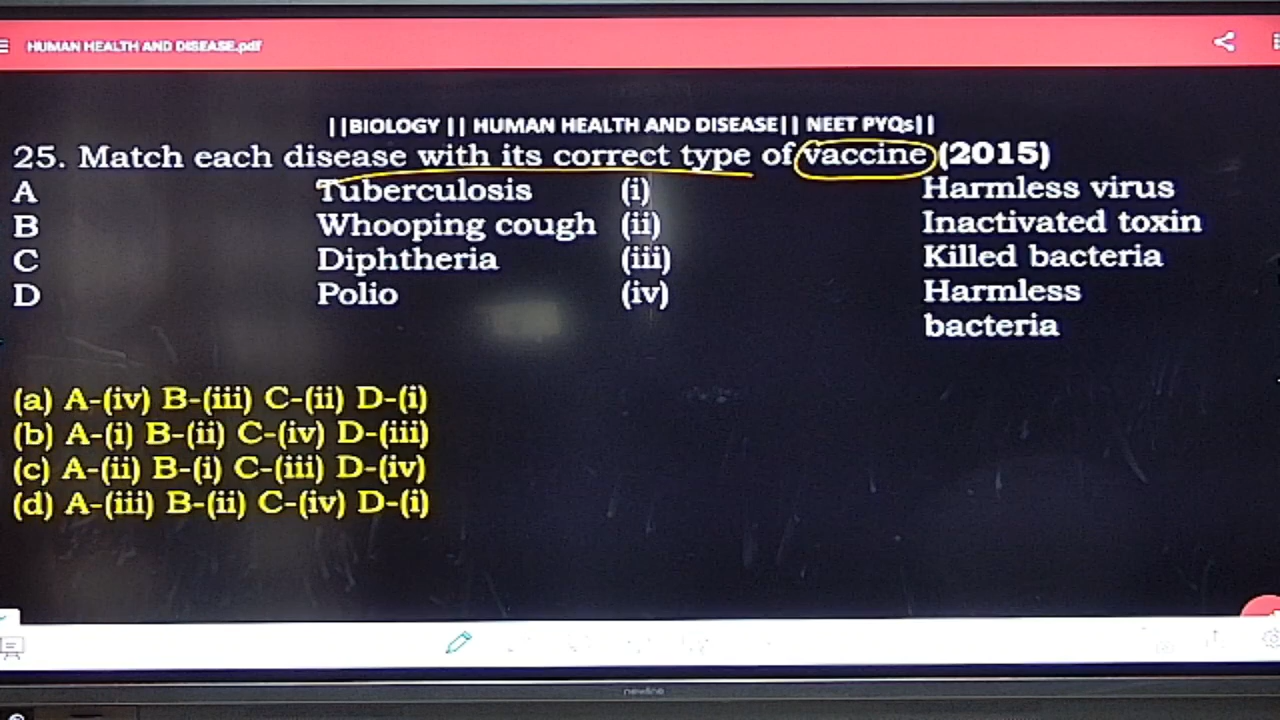 HUMAN HEALTH AND DISEASE.pdf
||BIOLOGY || HUMAN HEALTH AND DISEASE|| NEET PYQs||
25. Match each disease with its correct type of vaccine (2015)
A Tuberculosis (i) Harmless virus
B Whooping cough (ii) Inactivated toxin
C Diphtheria (iii) Killed bacteria
D Polio (iv) Harmless
bacteria
(a) A-(iv) B-(iii) C-(ii) D-(i)
(b) A-(i) B-(ii) C-(iv) D-(iii)
(c) A-(ii) B-(i) C-(iii) D-(iv)
(d) A-(iii) B-(ii) C-(iv) D-(i)
newline